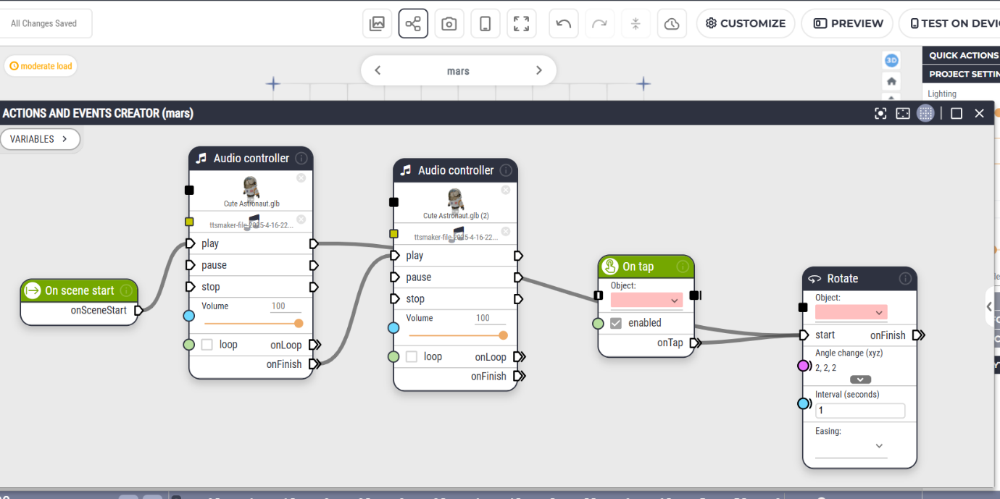 All Changes Saved
CUSTOMIZE
PREVIEW
TEST ON DEVI
moderate load
mars
3D
QUICK ACTIONS
PROJECT SETTIN
Lighting
ACTIONS AND EVENTS CREATOR (mars)
VARIABLES
On scene start
onSceneStart
Audio controller
Cute Astronaut.glb
ttsmaker-file-2025-4-16-22...
play
pause
stop
Volume
100
loop
onLoop
onFinish
Audio controller
Cute Astronaut.glb (2)
ttsmaker-file-2025-4-16-22...
play
pause
stop
Volume
100
loop
onLoop
onFinish
On tap
Object:
enabled
onTap
Rotate
Object:
start
onFinish
Angle change (xyz)
2, 2, 2
Interval (seconds)
1
Easing: